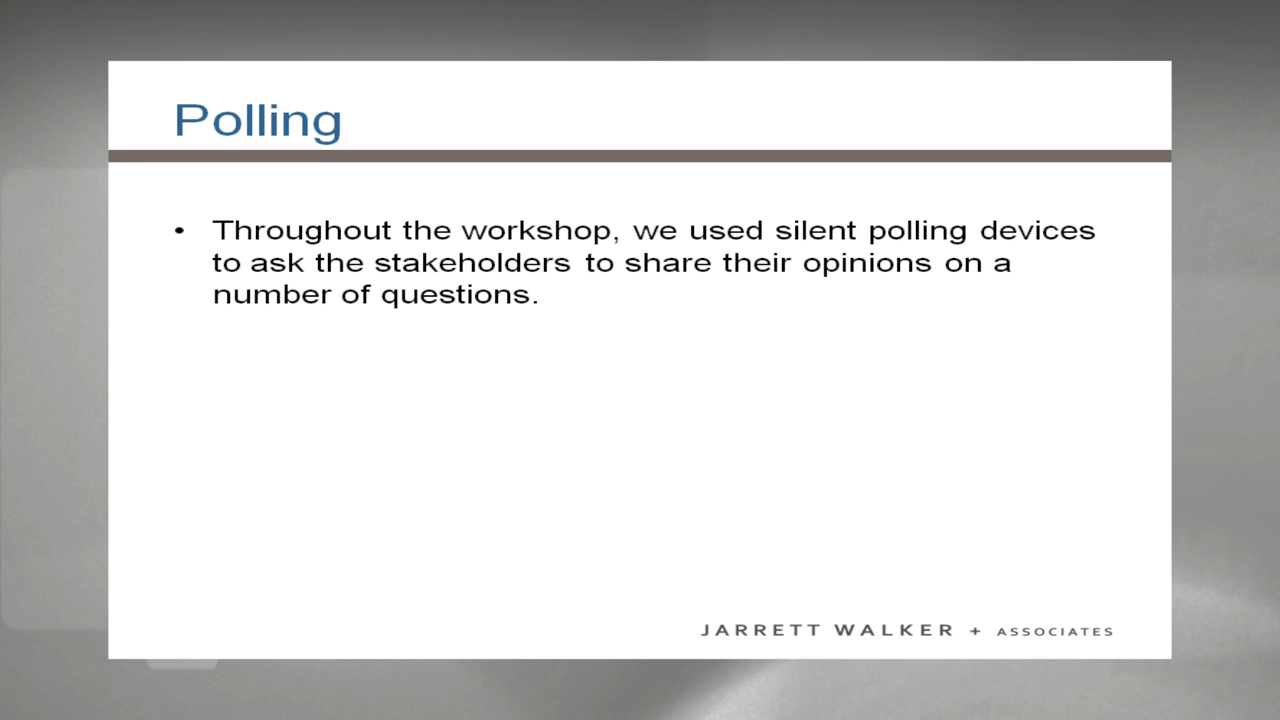 Polling
• Throughout the workshop, we used silent polling devices
to ask the stakeholders to share their opinions on a
number of questions.
JARRETT WALKER + ASSOCIATES